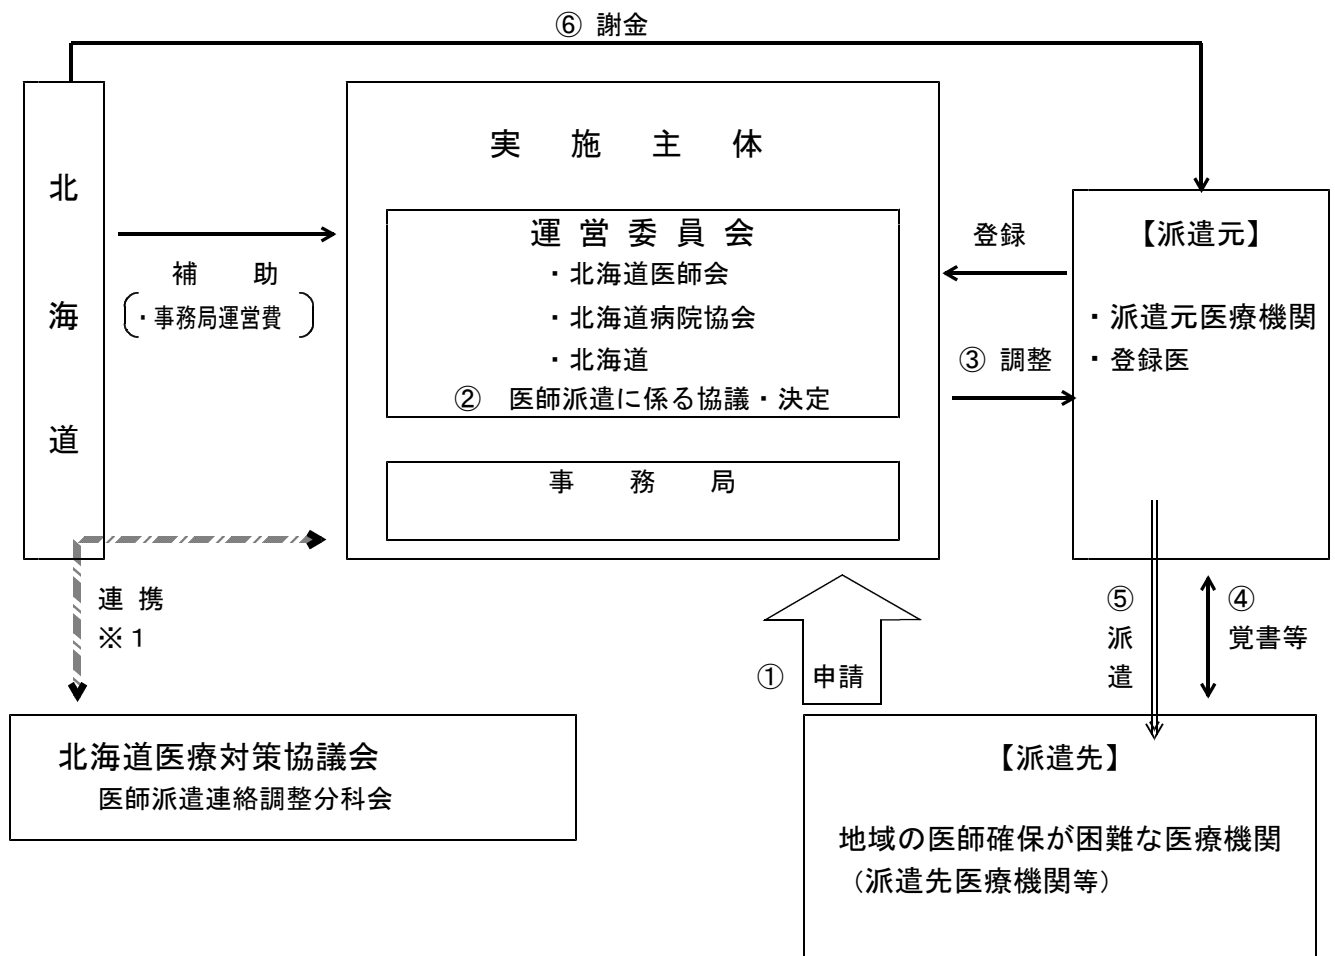 ⑥ 謝金
北海道
補 助
・事務局運営費
連 携
※１
実 施 主 体
運 営 委 員 会
・北海道医師会
・北海道病院協会
・北海道
② 医師派遣に係る協議・決定
事 務 局
登録
③ 調整
【派遣元】
・派遣元医療機関
・登録医
① 申請
⑤
派
遣
④
覚書等
北海道医療対策協議会
医師派遣連絡調整分科会
【派遣先】
地域の医師確保が困難な医療機関
（派遣先医療機関等）